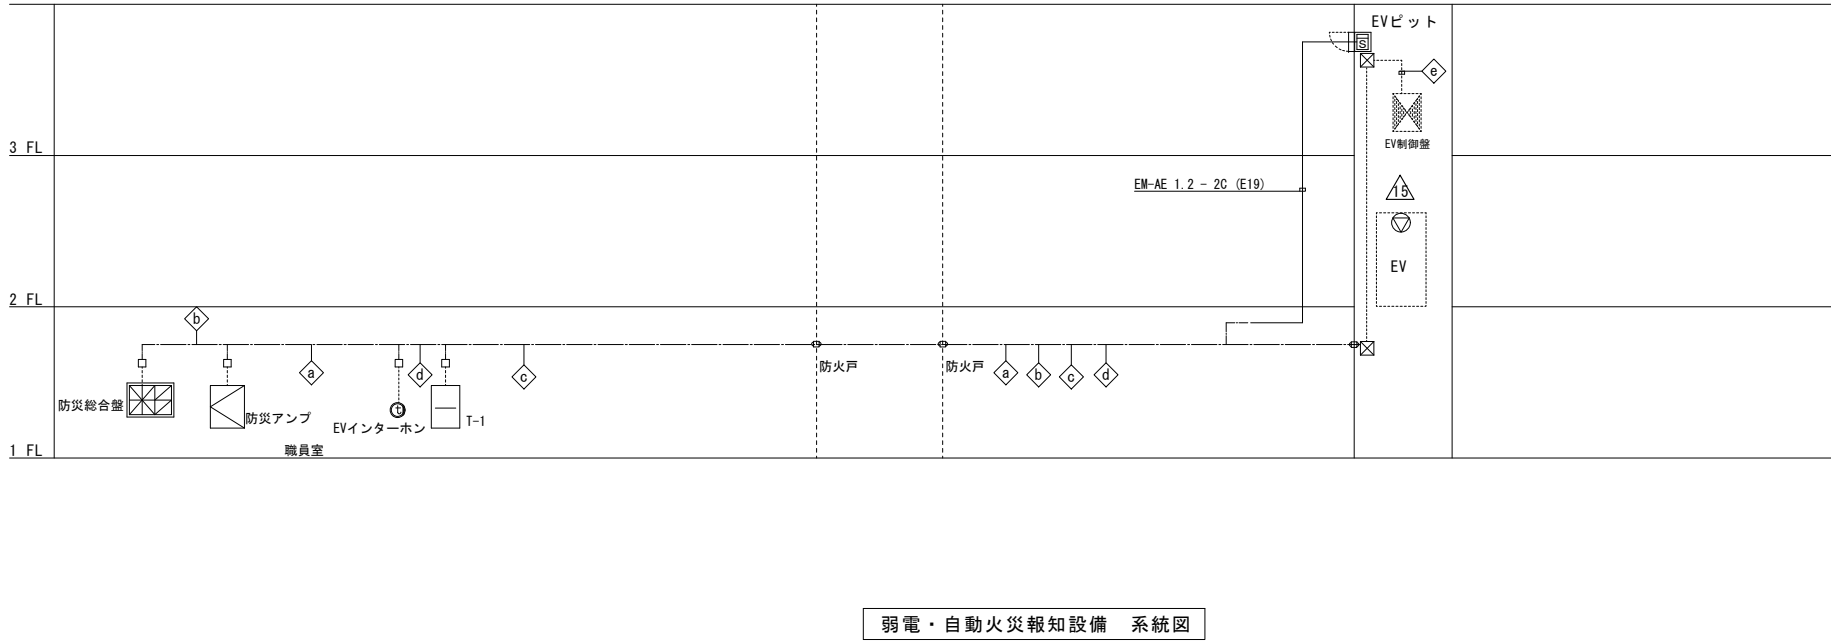 EVピット
S
e
EV制御盤
3 FL
EM-AE 1.2 - 2C (E19)
15
EV
2 FL
b
a
d
c
防火戸
防火戸
a
b
c
d
防災総合盤
防災アンプ
t
EVインターホン
T-1
職員室
1 FL
弱電・自動火災報知設備 系統図